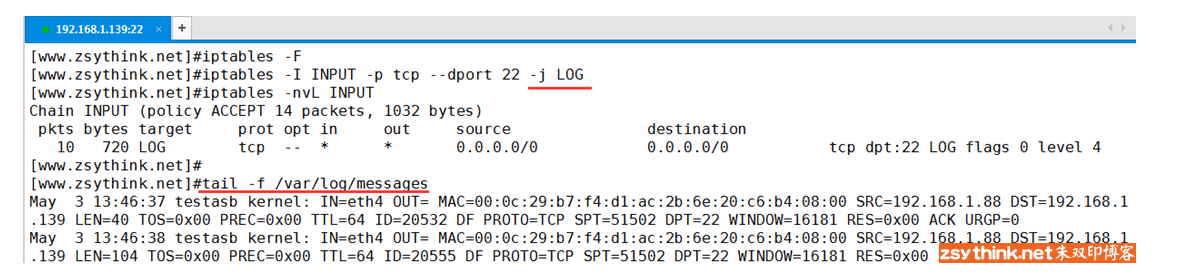 192.168.1.139:22 × +
[www.zsythink.net]#iptables -F
[www.zsythink.net]#iptables -I INPUT -p tcp --dport 22 -j LOG
[www.zsythink.net]#iptables -nvL INPUT
Chain INPUT (policy ACCEPT 14 packets, 1032 bytes)
pkts bytes target prot opt in out source destination
10 720 LOG tcp -- * * 0.0.0.0/0 0.0.0.0/0 tcp dpt:22 LOG flags 0 level 4
[www.zsythink.net]#
[www.zsythink.net]#tail -f /var/log/messages
May 3 13:46:37 testasb kernel: IN=eth4 OUT= MAC=00:0c:29:b7:f4:d1:ac:2b:6e:20:c6:b4:08:00 SRC=192.168.1.88 DST=192.168.1
.139 LEN=40 TOS=0x00 PREC=0x00 TTL=64 ID=20532 DF PROTO=TCP SPT=51502 DPT=22 WINDOW=16181 RES=0x00 ACK URGP=0
May 3 13:46:38 testasb kernel: IN=eth4 OUT= MAC=00:0c:29:b7:f4:d1:ac:2b:6e:20:c6:b4:08:00 SRC=192.168.1.88 DST=192.168.1
.139 LEN=104 TOS=0x00 PREC=0x00 TTL=64 ID=20555 DF PROTO=TCP SPT=51502 DPT=22 WINDOW=16181 RES=0x00
zsythink.net朱双印博客